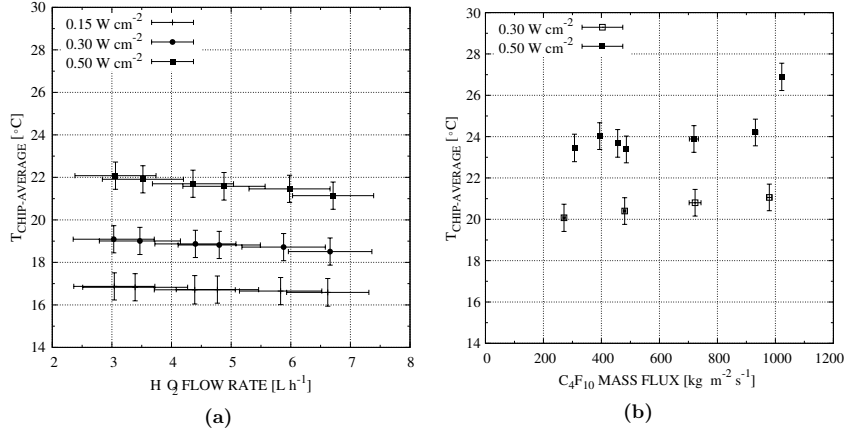 30
28
26
24
22
20
18
16
14
T_CHIP-AVERAGE [°C]
0.15 W cm⁻²
0.30 W cm⁻²
0.50 W cm⁻²
2 3 4 5 6 7 8
H₂O FLOW RATE [L h⁻¹]
(a)
30
28
26
24
22
20
18
16
14
T_CHIP-AVERAGE [°C]
0.30 W cm⁻²
0.50 W cm⁻²
0 200 400 600 800 1000 1200
C₄F₁₀ MASS FLUX [kg m⁻² s⁻¹]
(b)